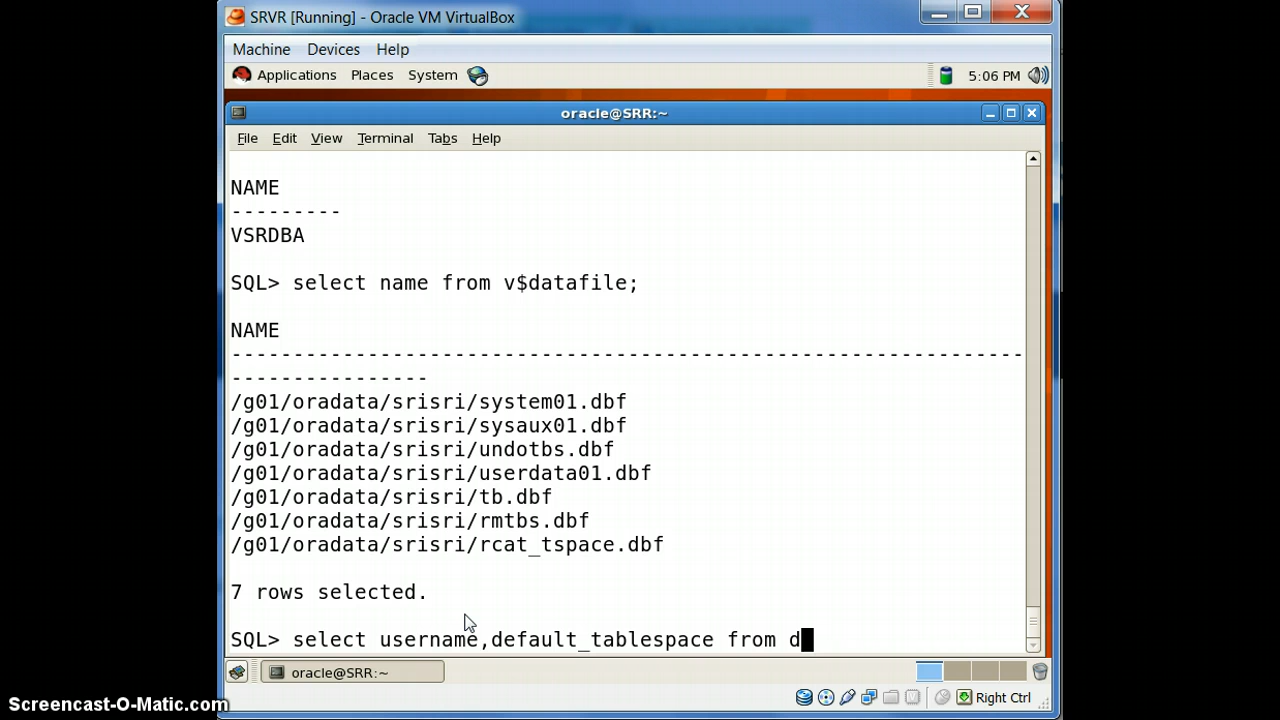 SRVR [Running] - Oracle VM VirtualBox
Machine Devices Help
Applications Places System 5:06 PM
oracle@SRR:~
File Edit View Terminal Tabs Help
NAME
---------
VSRDBA
SQL> select name from v$datafile;
NAME
----------------------------------------------------------------
----------------
/g01/oradata/srisri/system01.dbf
/g01/oradata/srisri/sysaux01.dbf
/g01/oradata/srisri/undotbs.dbf
/g01/oradata/srisri/userdata01.dbf
/g01/oradata/srisri/tb.dbf
/g01/oradata/srisri/rmtbs.dbf
/g01/oradata/srisri/rcat_tspace.dbf
7 rows selected.
SQL> select username,default_tablespace from d
oracle@SRR:~
Right Ctrl
Screencast-O-Matic.com